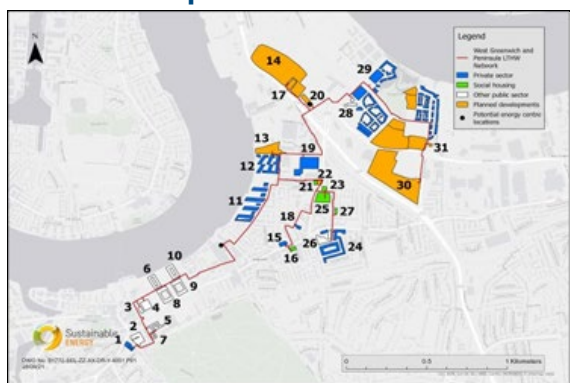 N
Legend
West Greenwich and
Peninsula LTHW
Network
Private sector
Social housing
Other public sector
Planned developments
Potential energy centre
locations
14
29
17
20
28
13
31
19
12
30
22
21
23
25
11
27
18
15
26
24
16
10
6
9
8
3
4
5
2
1
7
Sustainable
ENERGY
0
0.5
1 Kilometers